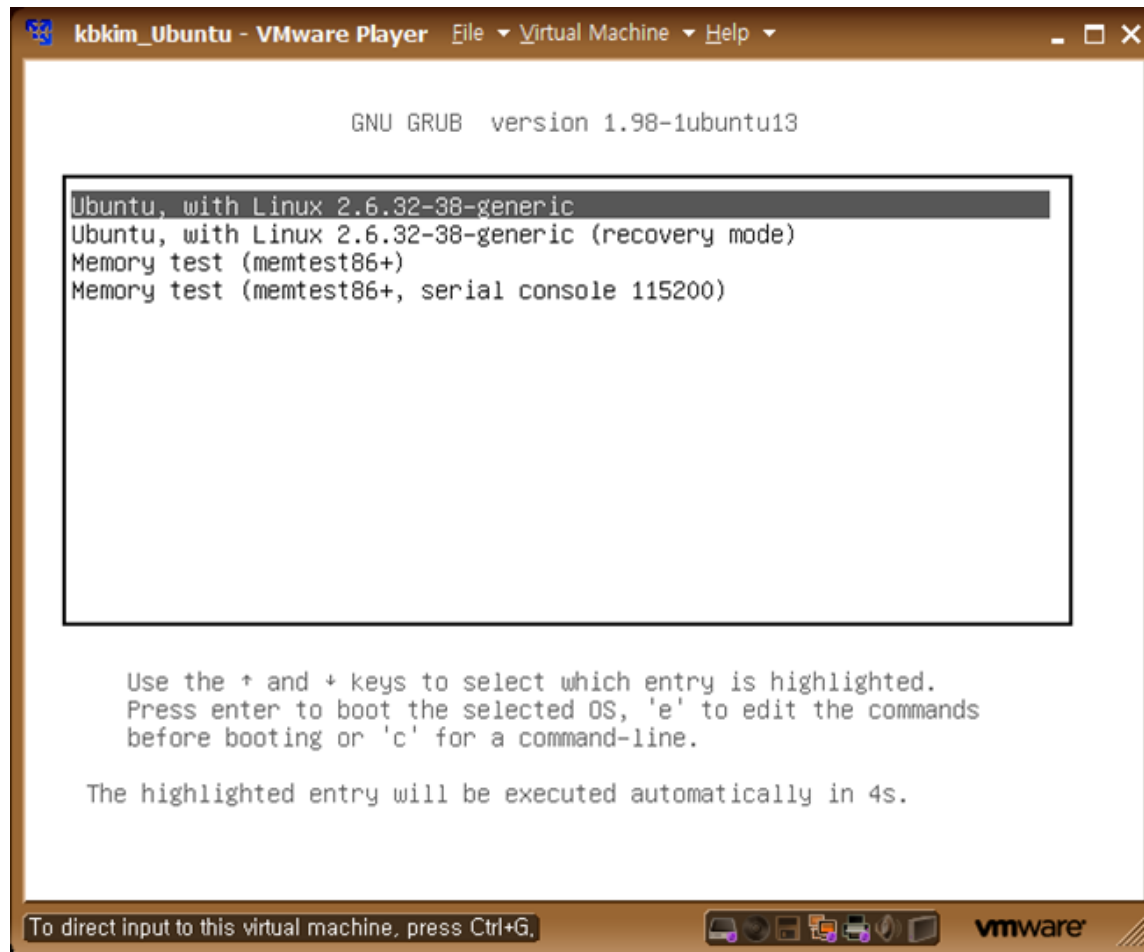 kbkim_Ubuntu - VMware Player File Virtual Machine Help
GNU GRUB version 1.98-1ubuntu13
Ubuntu, with Linux 2.6.32-38-generic
Ubuntu, with Linux 2.6.32-38-generic (recovery mode)
Memory test (memtest86+)
Memory test (memtest86+, serial console 115200)
Use the ↑ and ↓ keys to select which entry is highlighted.
Press enter to boot the selected OS, 'e' to edit the commands
before booting or 'c' for a command-line.
The highlighted entry will be executed automatically in 4s.
To direct input to this virtual machine, press Ctrl+G.
vmware